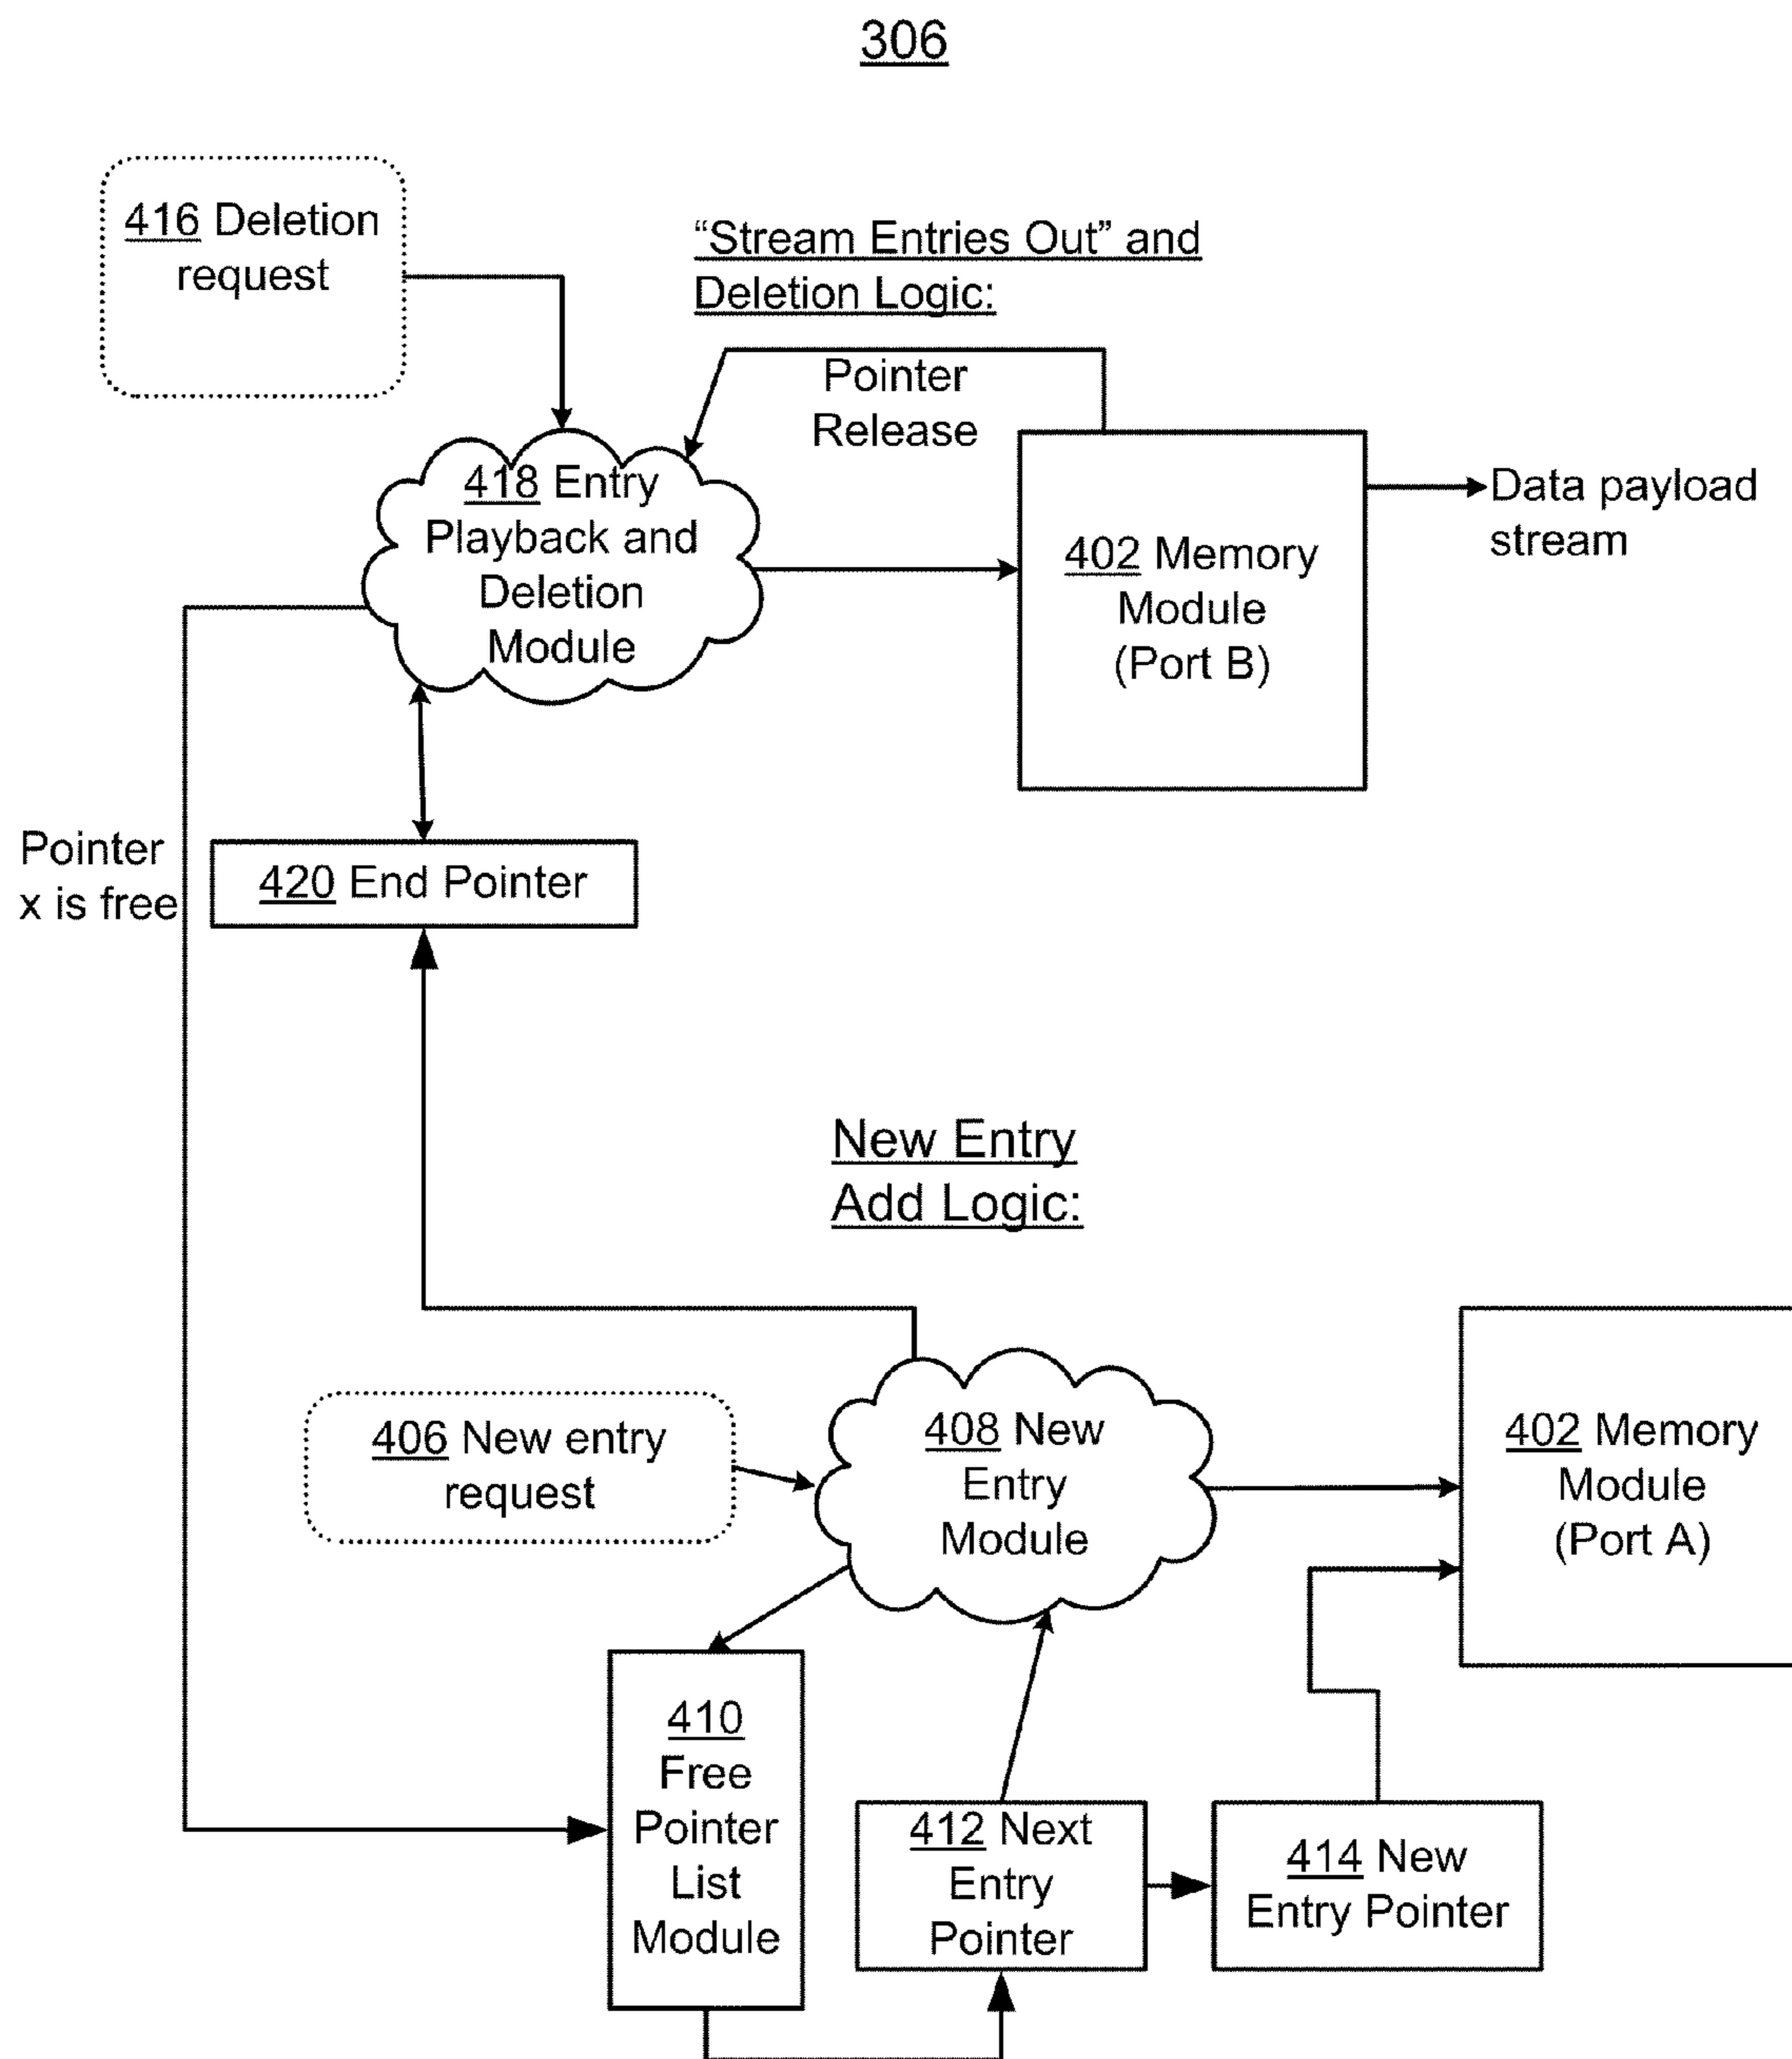 306
416 Deletion
request
“Stream Entries Out” and
Deletion Logic:
Pointer
Release
418 Entry
Playback and
Deletion
Module
402 Memory
Module
(Port B)
Data payload
stream
Pointer
x is free
420 End Pointer
New Entry
Add Logic:
406 New entry
request
408 New
Entry
Module
402 Memory
Module
(Port A)
410
Free
Pointer
List
Module
412 Next
Entry
Pointer
414 New
Entry Pointer